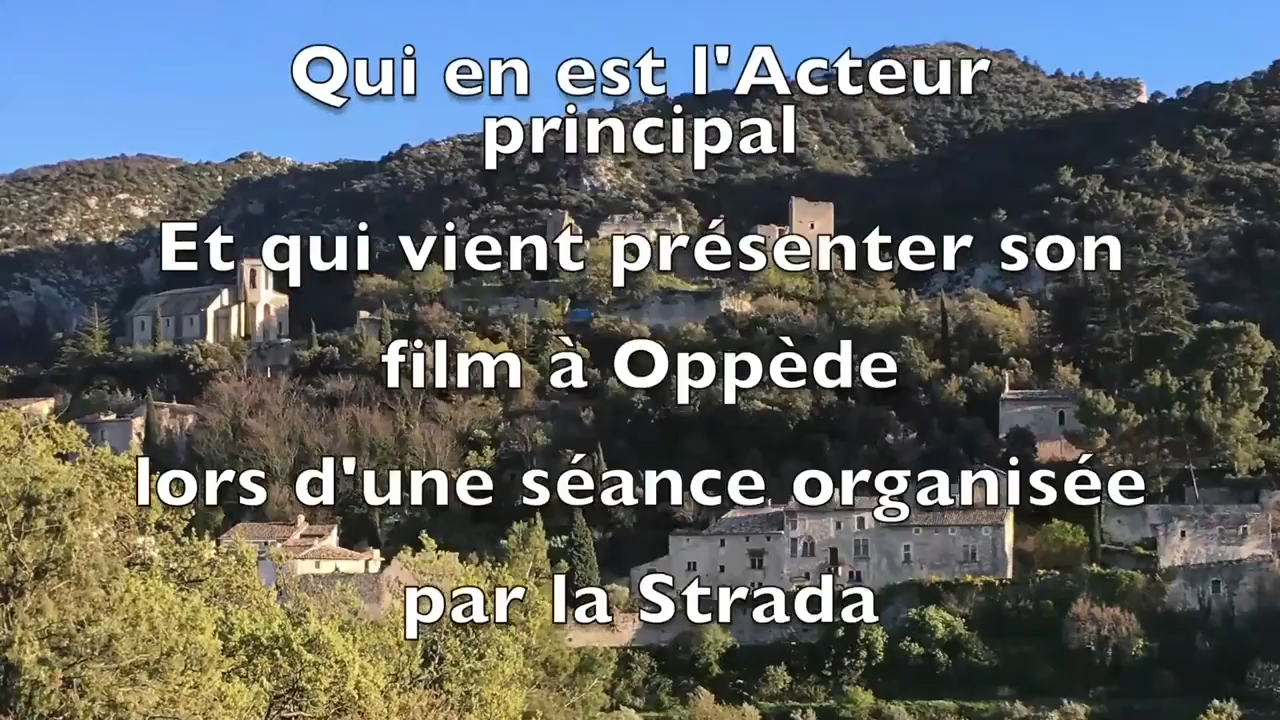 Qui en est l'Acteur
principal
Et qui vient présenter son
film à Oppède
lors d'une séance organisée
par la Strada